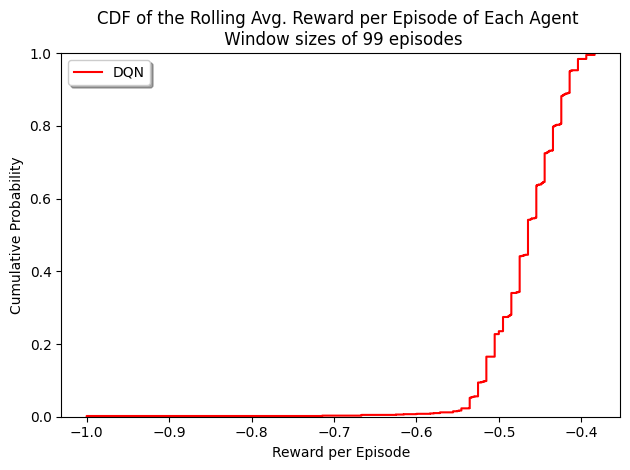 CDF of the Rolling Avg. Reward per Episode of Each Agent
Window sizes of 99 episodes
DQN
1.0
0.8
0.6
0.4
0.2
0.0
Cumulative Probability
−1.0 −0.9 −0.8 −0.7 −0.6 −0.5 −0.4
Reward per Episode